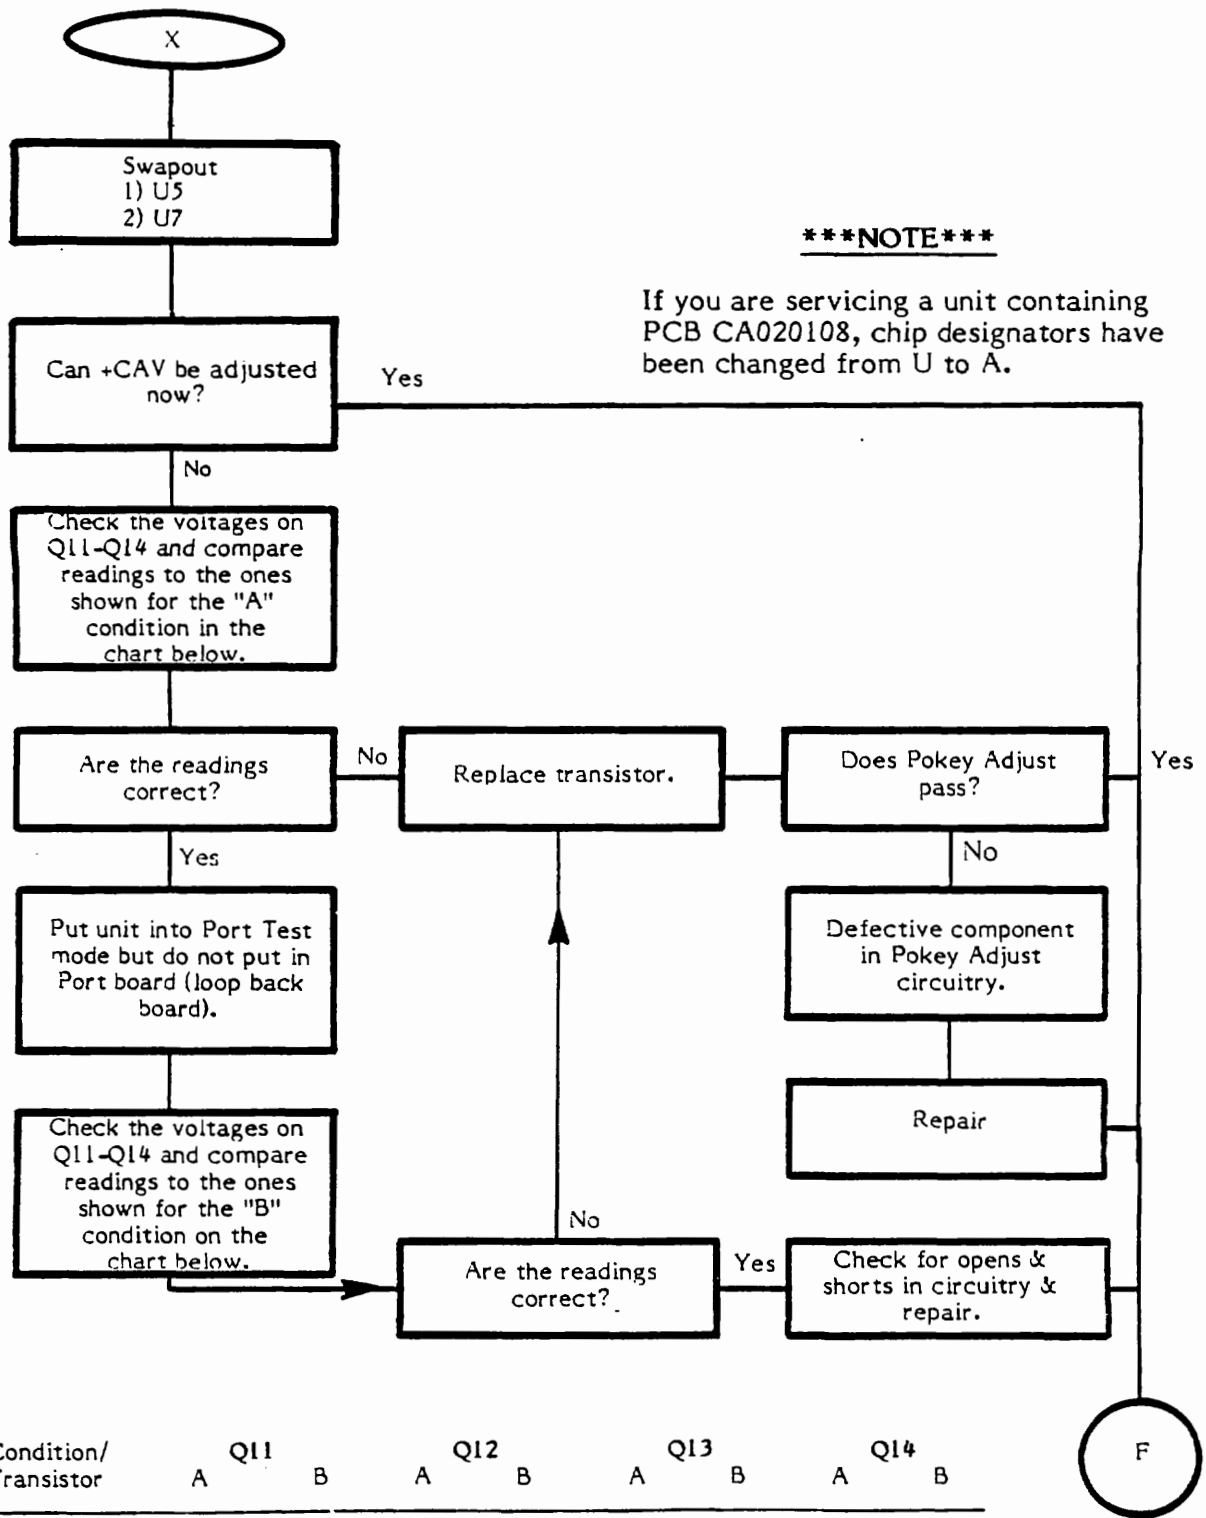 X
Swapout
1) U5
2) U7
***NOTE***
If you are servicing a unit containing
PCB CA020108, chip designators have
been changed from U to A.
Can +CAV be adjusted
now?
Yes
No
Check the voltages on
Q11-Q14 and compare
readings to the ones
shown for the "A"
condition in the
chart below.
Are the readings
correct?
No
Replace transistor.
Does Pokey Adjust
pass?
Yes
Yes
No
Put unit into Port Test
mode but do not put in
Port board (loop back
board).
Defective component
in Pokey Adjust
circuitry.
Repair
Check the voltages on
Q11-Q14 and compare
readings to the ones
shown for the "B"
condition on the
chart below.
No
Are the readings
correct?
Yes
Check for opens &
shorts in circuitry &
repair.
F
Condition/ Q11 Q12 Q13 Q14
Transistor A B A B A B A B